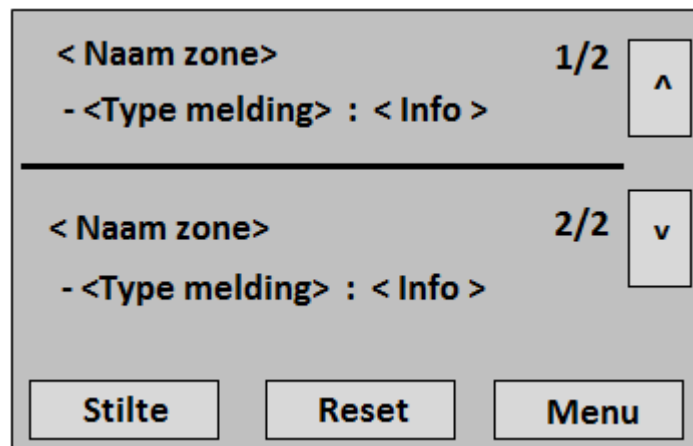 < Naam zone> 1/2
^
- <Type melding> : < Info >
< Naam zone> 2/2
v
- <Type melding> : < Info >
Stilte Reset Menu